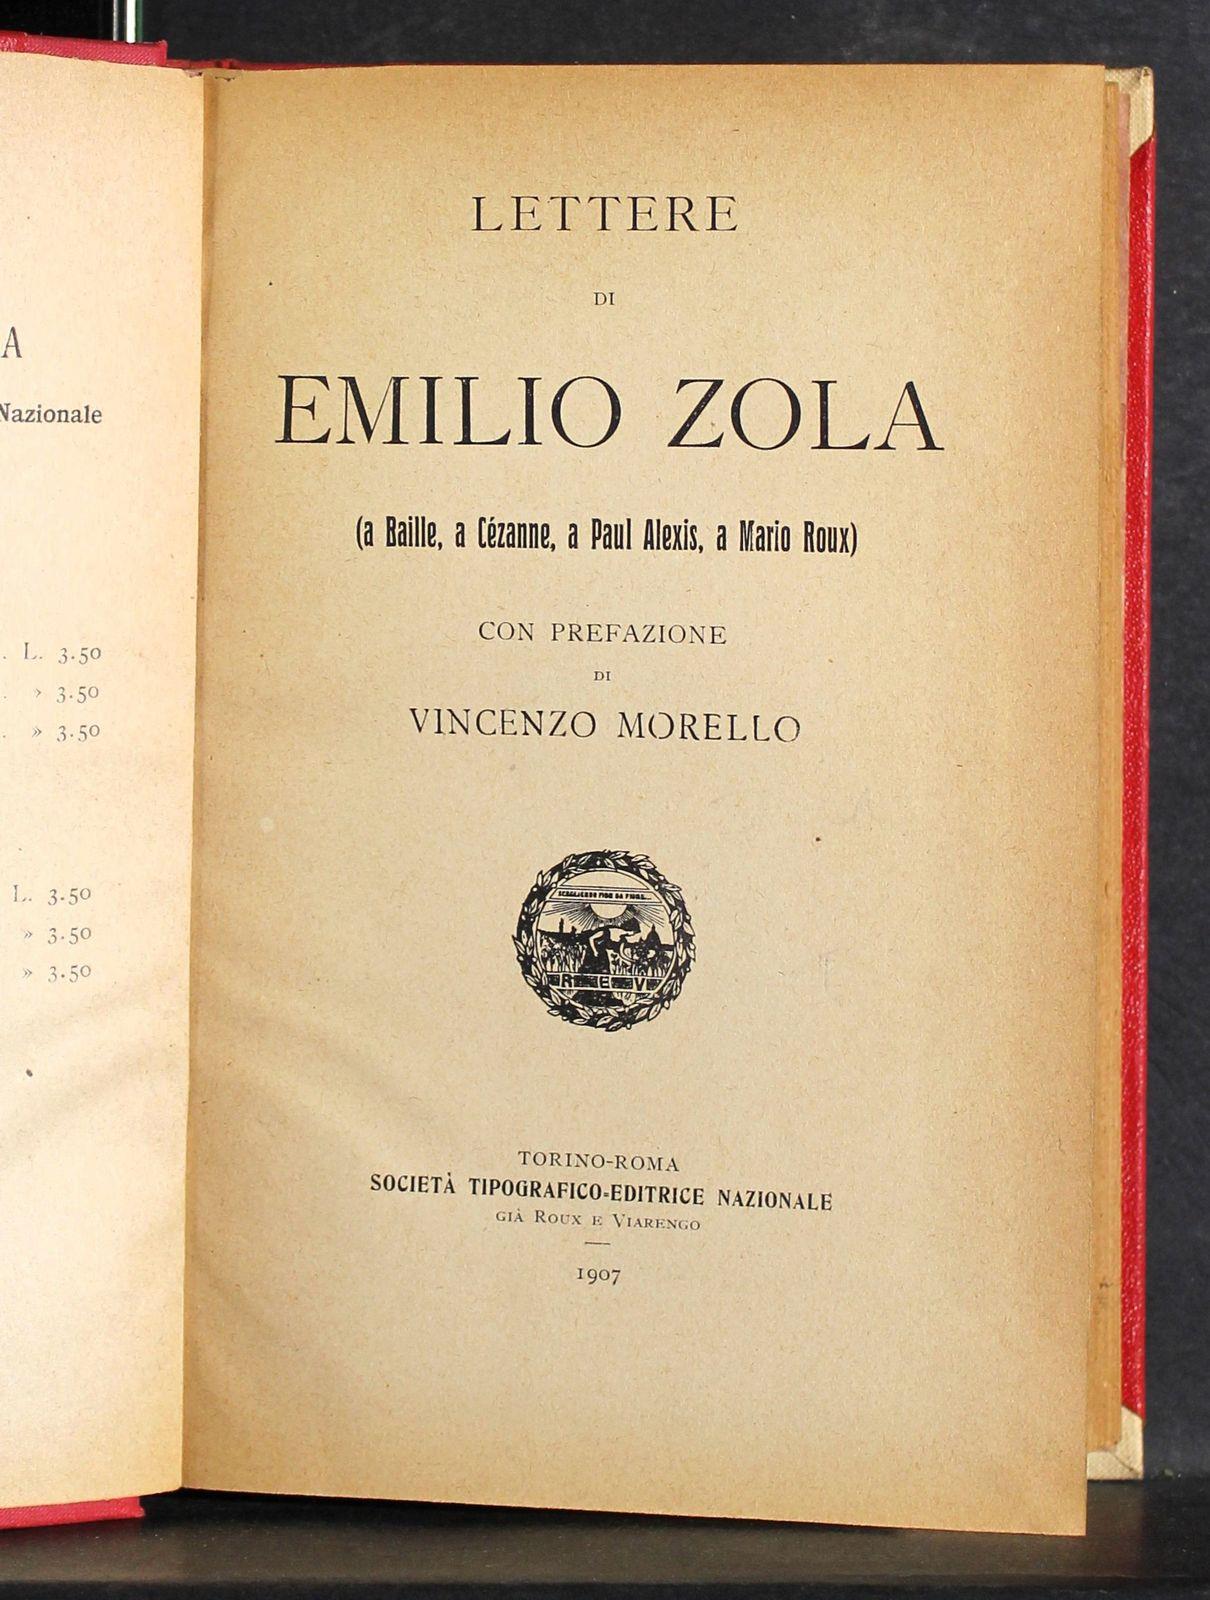 A
Nazionale
. L. 3.50
. » 3.50
. » 3.50
L. 3.50
» 3.50
» 3.50
LETTERE
DI
EMILIO ZOLA
(a Baille, a Cézanne, a Paul Alexis, a Mario Roux)
CON PREFAZIONE
DI
VINCENZO MORELLO
R E V
TORINO-ROMA
SOCIETÀ TIPOGRAFICO-EDITRICE NAZIONALE
GIÀ ROUX E VIARENGO
1907